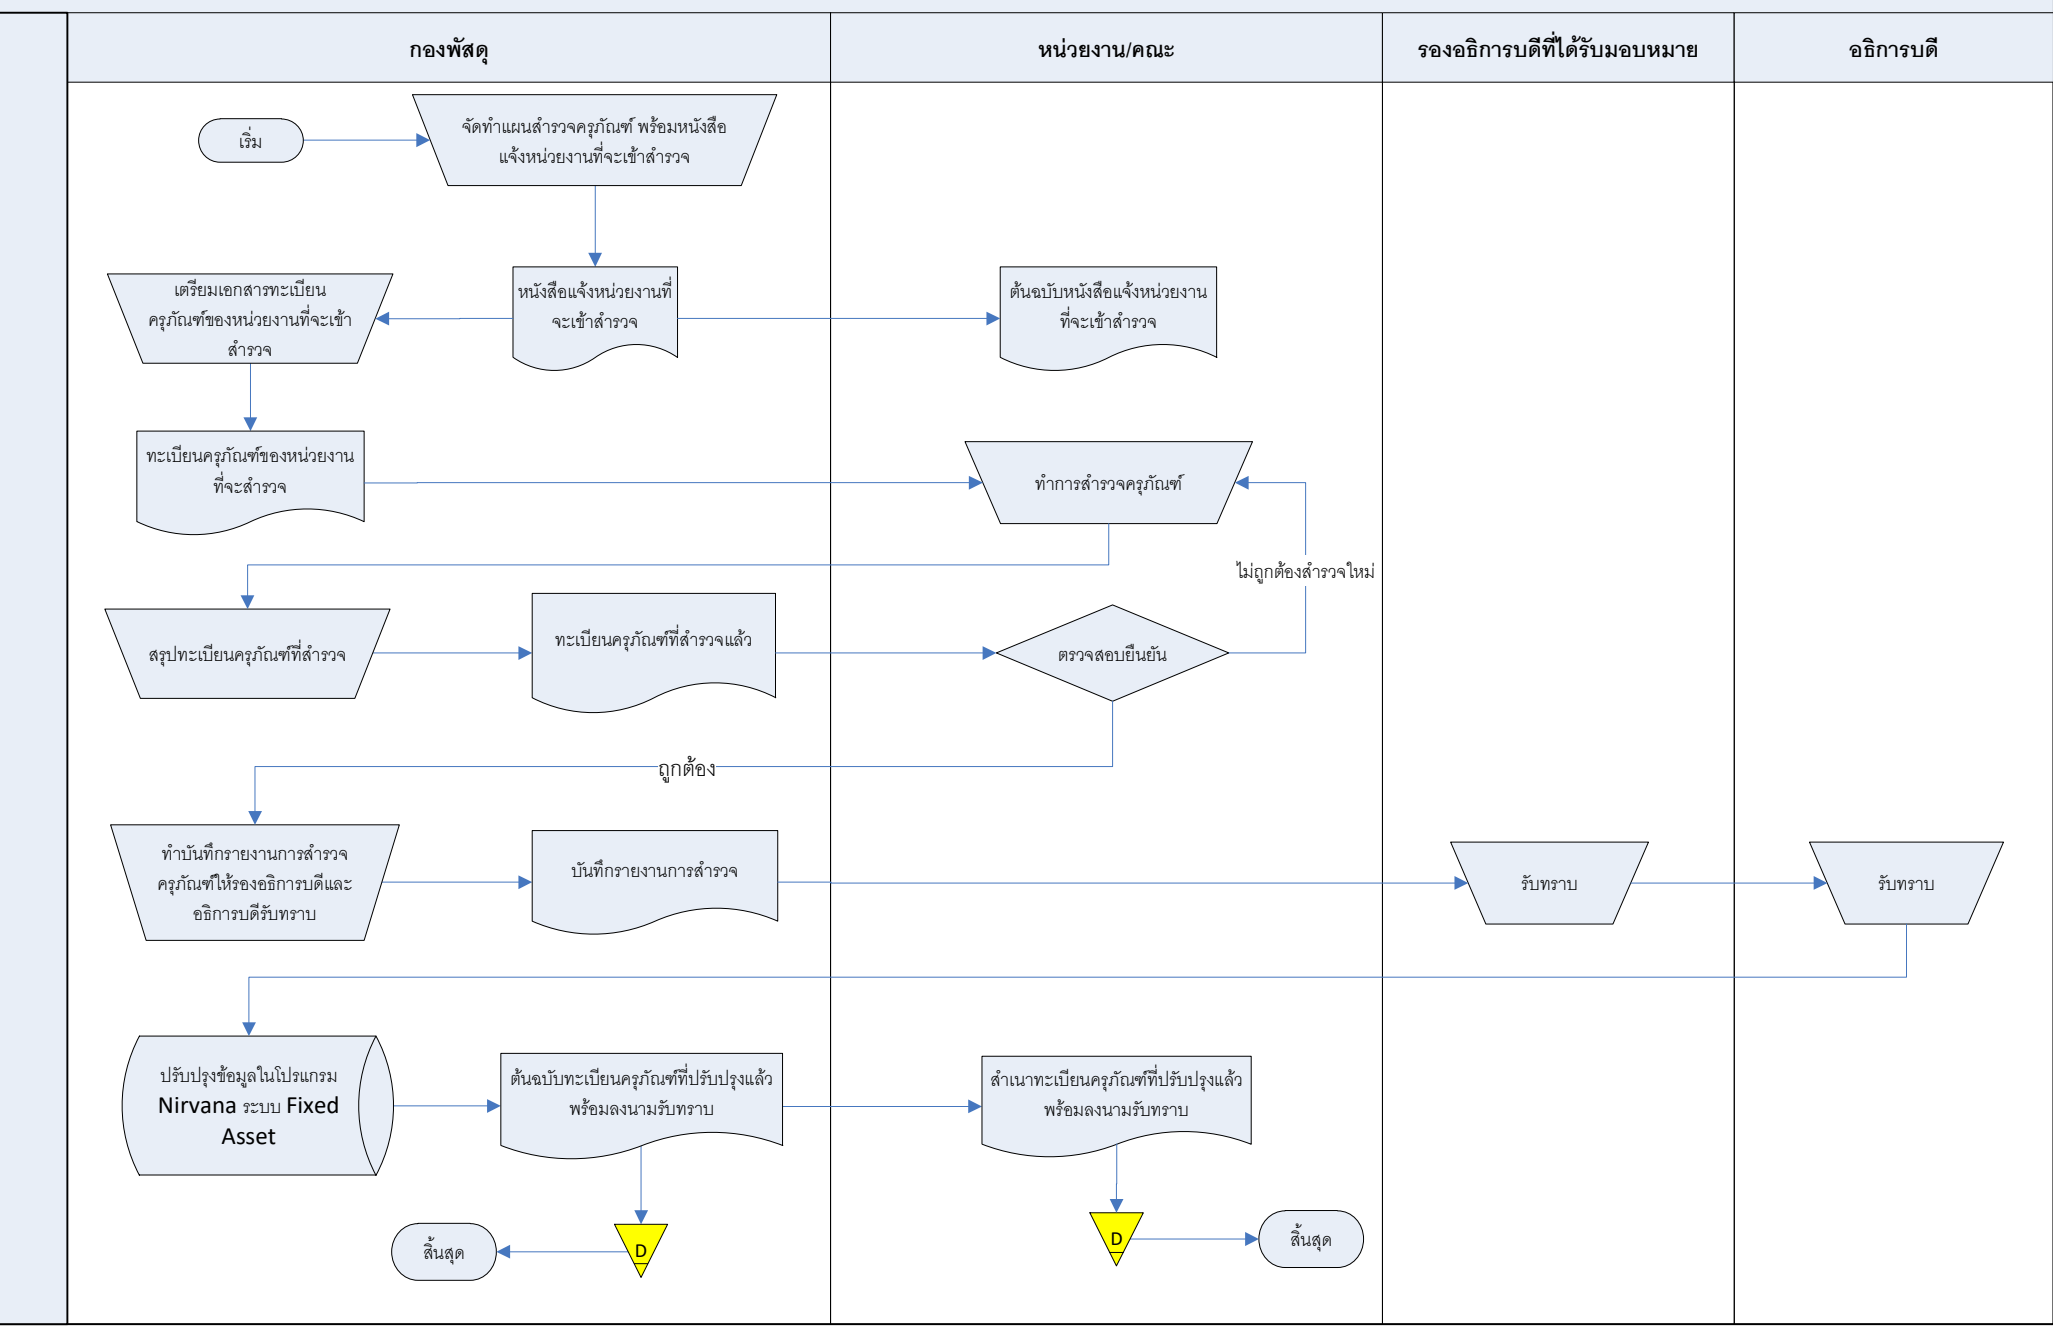 กองพัสดุ
หน่วยงาน/คณะ
รองอธิการบดีที่ได้รับมอบหมาย
อธิการบดี
เริ่ม
จัดทำแผนสำรวจครุภัณฑ์ พร้อมหนังสือ
แจ้งหน่วยงานที่จะเข้าสำรวจ
เตรียมเอกสารทะเบียน
ครุภัณฑ์ของหน่วยงานที่จะเข้า
สำรวจ
หนังสือแจ้งหน่วยงานที่
จะเข้าสำรวจ
ต้นฉบับหนังสือแจ้งหน่วยงาน
ที่จะเข้าสำรวจ
ทะเบียนครุภัณฑ์ของหน่วยงาน
ที่จะสำรวจ
ทำการสำรวจครุภัณฑ์
ไม่ถูกต้องสำรวจใหม่
สรุปทะเบียนครุภัณฑ์ที่สำรวจ
ทะเบียนครุภัณฑ์ที่สำรวจแล้ว
ตรวจสอบยืนยัน
ถูกต้อง
ทำบันทึกรายงานการสำรวจ
ครุภัณฑ์ให้รองอธิการบดีและ
อธิการบดีรับทราบ
บันทึกรายงานการสำรวจ
รับทราบ
รับทราบ
ปรับปรุงข้อมูลในโปรแกรม
Nirvana ระบบ Fixed
Asset
ต้นฉบับทะเบียนครุภัณฑ์ที่ปรับปรุงแล้ว
พร้อมลงนามรับทราบ
สำเนาทะเบียนครุภัณฑ์ที่ปรับปรุงแล้ว
พร้อมลงนามรับทราบ
สิ้นสุด
D
D
สิ้นสุด